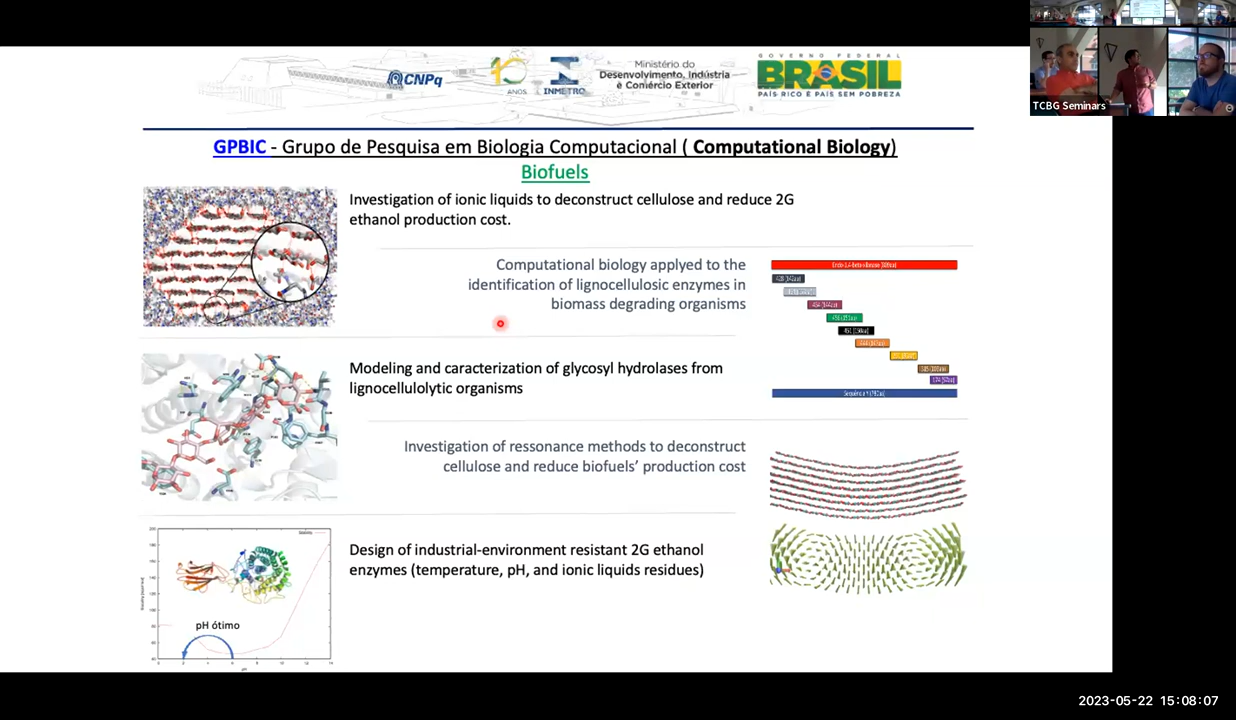 CNPq
10
ANOS
INMETRO
Ministério do
Desenvolvimento, Indústria
e Comércio Exterior
GOVERNO FEDERAL
BRASIL
PAÍS RICO É PAÍS SEM POBREZA
TCBG Seminars
GPBIC - Grupo de Pesquisa em Biologia Computacional ( Computational Biology)
Biofuels
Investigation of ionic liquids to deconstruct cellulose and reduce 2G
ethanol production cost.
Computational biology applyed to the
identification of lignocellulosic enzymes in
biomass degrading organisms
Modeling and caracterization of glycosyl hydrolases from
lignocellulolytic organisms
Investigation of ressonance methods to deconstruct
cellulose and reduce biofuels’ production cost
Design of industrial-environment resistant 2G ethanol
enzymes (temperature, pH, and ionic liquids residues)
pH ótimo
2023-05-22 15:08:07